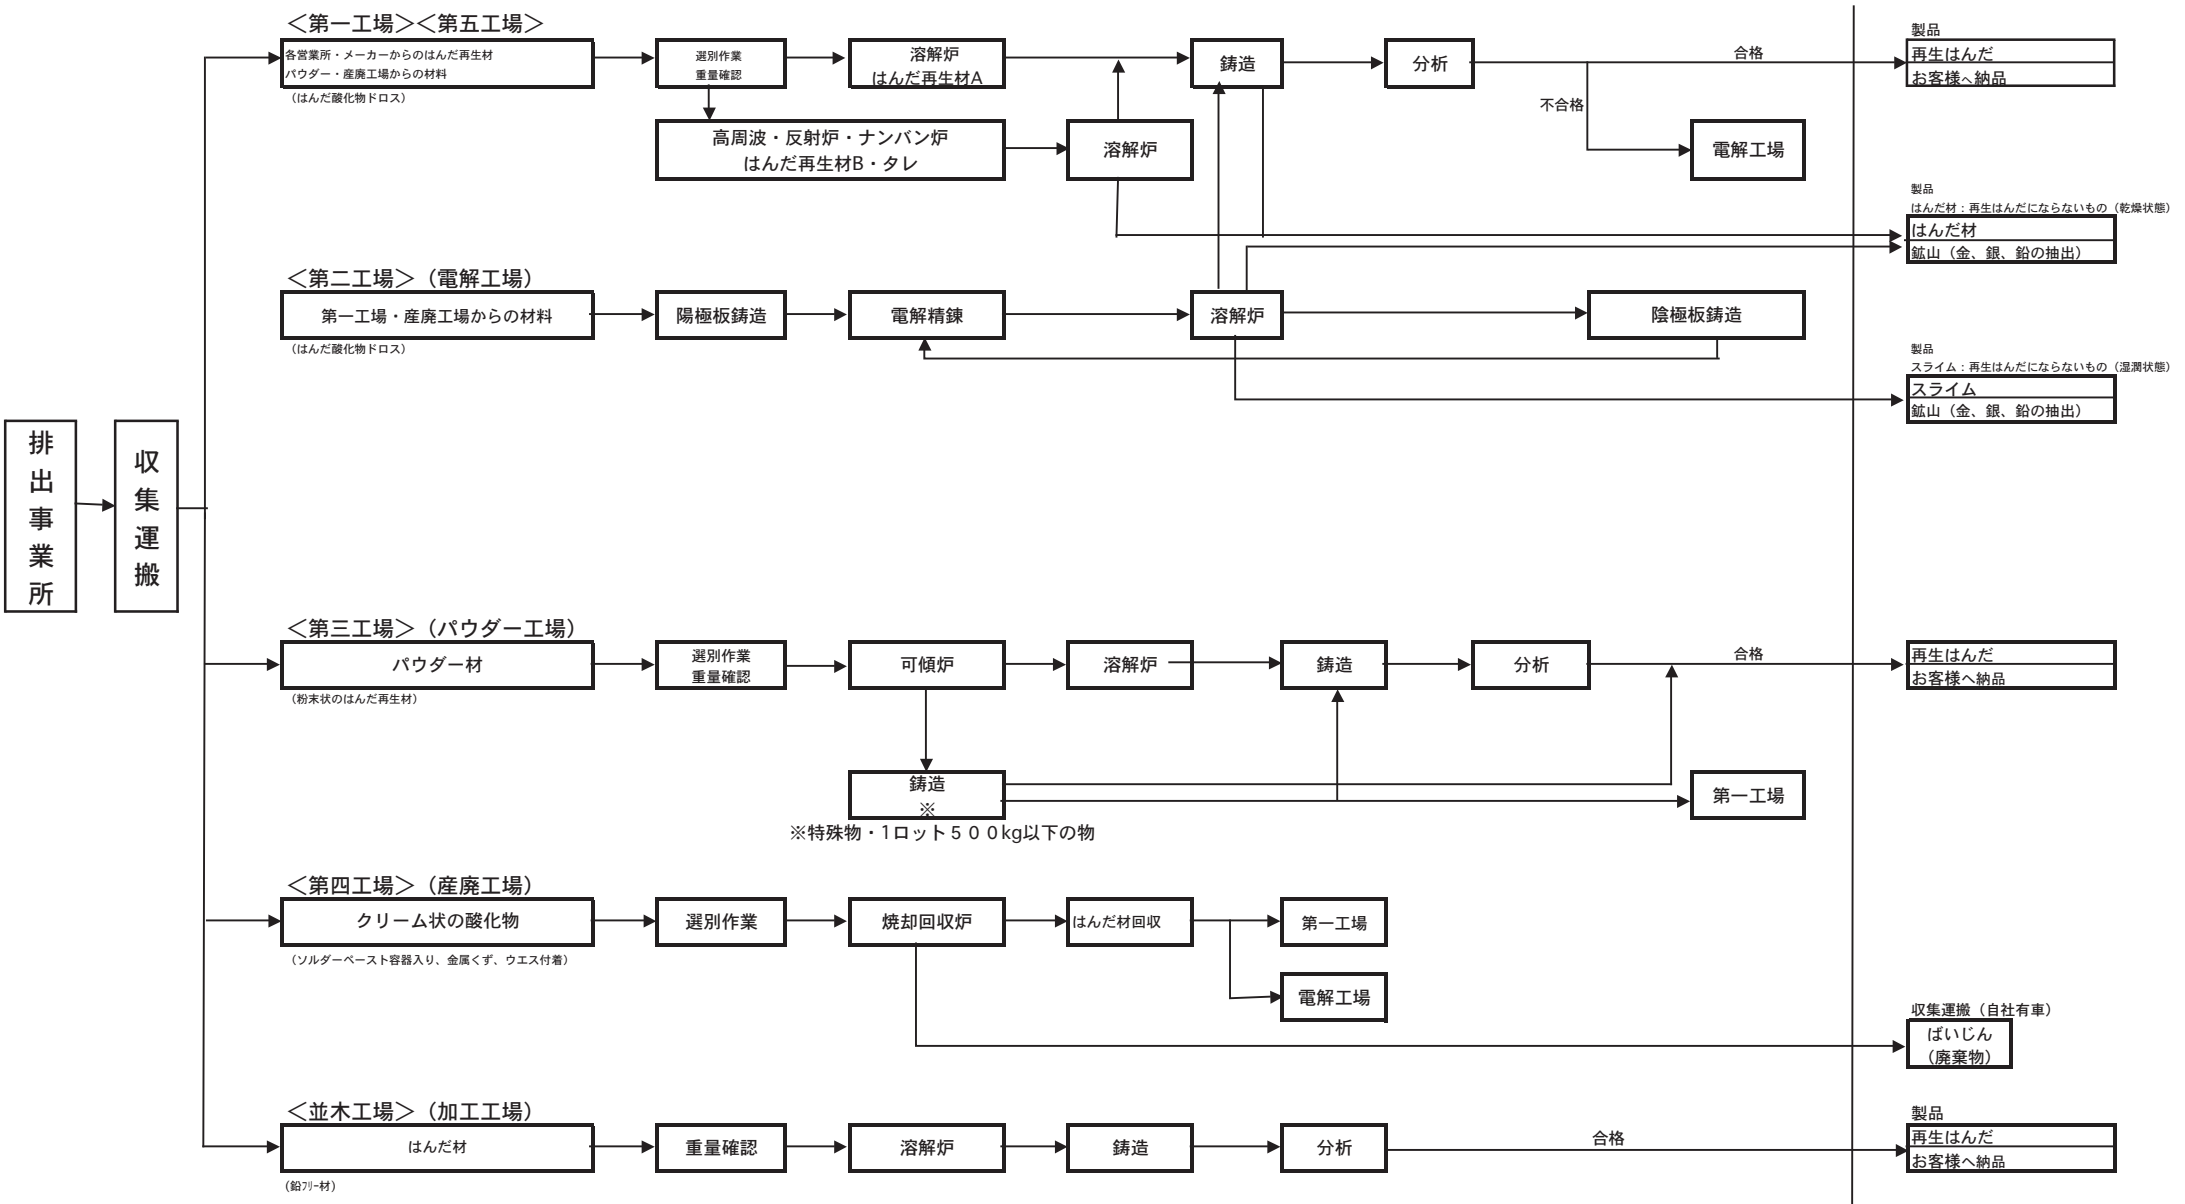 排出事業所
収集運搬
＜第一工場＞＜第五工場＞
各営業所・メーカーからのはんだ再生材
パウダー・産廃工場からの材料
（はんだ酸化物ドロス）
選別作業
重量確認
溶解炉
はんだ再生材A
高周波・反射炉・ナンバン炉
はんだ再生材B・タレ
溶解炉
鋳造
分析
合格
不合格
電解工場
製品
再生はんだ
お客様へ納品
製品
はんだ材：再生はんだにならないもの（乾燥状態）
はんだ材
鉱山（金、銀、鉛の抽出）
＜第二工場＞（電解工場）
第一工場・産廃工場からの材料
（はんだ酸化物ドロス）
陽極板鋳造
電解精錬
溶解炉
陰極板鋳造
製品
スライム：再生はんだにならないもの（湿潤状態）
スライム
鉱山（金、銀、鉛の抽出）
＜第三工場＞（パウダー工場）
パウダー材
（粉末状のはんだ再生材）
選別作業
重量確認
可傾炉
溶解炉
鋳造
分析
合格
再生はんだ
お客様へ納品
鋳造
※
※特殊物・1ロット５００kg以下の物
第一工場
＜第四工場＞（産廃工場）
クリーム状の酸化物
（ソルダーペースト容器入り、金属くず、ウエス付着）
選別作業
焼却回収炉
はんだ材回収
第一工場
電解工場
収集運搬（自社有車）
ばいじん
（廃棄物）
＜並木工場＞（加工工場）
はんだ材
（鉛ﾌﾘｰ材）
重量確認
溶解炉
鋳造
分析
合格
製品
再生はんだ
お客様へ納品